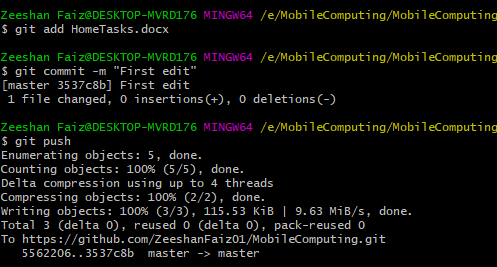 Zeeshan Faiz@DESKTOP-MVRD176 MINGW64 /e/MobileComputing/MobileComputing
$ git add HomeTasks.docx
Zeeshan Faiz@DESKTOP-MVRD176 MINGW64 /e/MobileComputing/MobileComputing
$ git commit -m "First edit"
[master 3537c8b] First edit
1 file changed, 0 insertions(+), 0 deletions(-)
Zeeshan Faiz@DESKTOP-MVRD176 MINGW64 /e/MobileComputing/MobileComputing
$ git push
Enumerating objects: 5, done.
Counting objects: 100% (5/5), done.
Delta compression using up to 4 threads
Compressing objects: 100% (2/2), done.
Writing objects: 100% (3/3), 115.53 KiB | 9.63 MiB/s, done.
Total 3 (delta 0), reused 0 (delta 0), pack-reused 0
To https://github.com/ZeeshanFaiz01/MobileComputing.git
5562206..3537c8b  master -> master